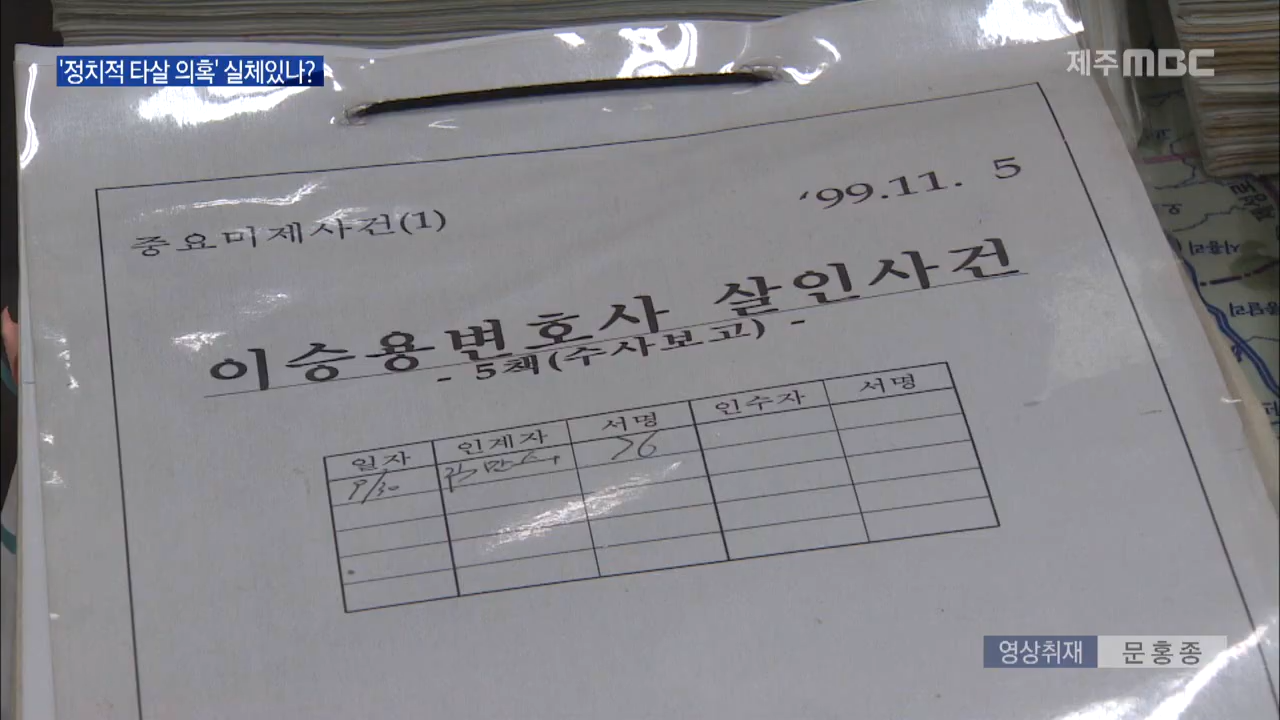 '정치적 타살 의혹' 실체있나?
제주MBC
'99.11. 5
중요미제사건(1)
이승용변호사 살인사건
- 5책(수사보고) -
일자 인계자 서명 인수자 서명
9/30
영상취재 문홍종